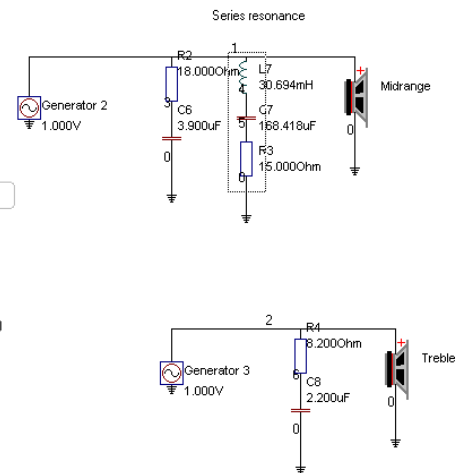 Series resonance
1
R2
18.000Ohm
L7
30.694mH
Midrange
Generator 2
1.000V
3
C6
3.900uF
4
C7
168.418uF
5
R3
15.000Ohm
0
0
0
2
R4
8.200Ohm
Treble
Generator 3
1.000V
6
C8
2.200uF
0
0